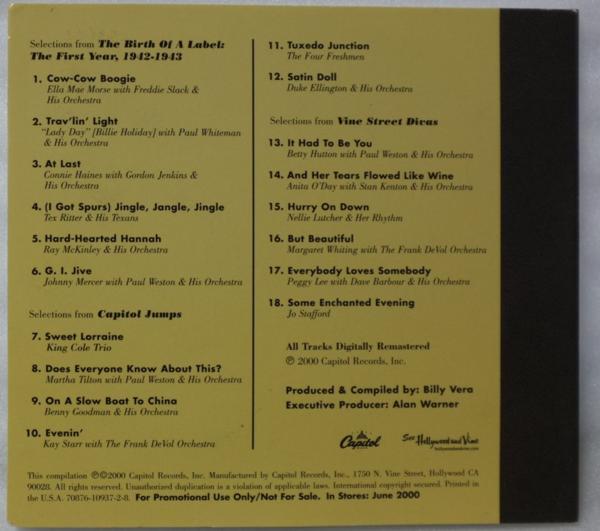 Selections from The Birth Of A Label:
The First Year, 1942-1943
1. Cow-Cow Boogie
Ella Mae Morse with Freddie Slack &
His Orchestra
2. Trav'lin' Light
"Lady Day" [Billie Holiday] with Paul Whiteman
& His Orchestra
3. At Last
Connie Haines with Gordon Jenkins &
His Orchestra
4. (I Got Spurs) Jingle, Jangle, Jingle
Tex Ritter & His Texans
5. Hard-Hearted Hannah
Ray McKinley & His Orchestra
6. G. I. Jive
Johnny Mercer with Paul Weston & His Orchestra
Selections from Capitol Jumps
7. Sweet Lorraine
King Cole Trio
8. Does Everyone Know About This?
Martha Tilton with Paul Weston & His Orchestra
9. On A Slow Boat To China
Benny Goodman & His Orchestra
10. Evenin'
Kay Starr with The Frank DeVol Orchestra
11. Tuxedo Junction
The Four Freshmen
12. Satin Doll
Duke Ellington & His Orchestra
Selections from Vine Street Divas
13. It Had To Be You
Betty Hutton with Paul Weston & His Orchestra
14. And Her Tears Flowed Like Wine
Anita O'Day with Stan Kenton & His Orchestra
15. Hurry On Down
Nellie Lutcher & Her Rhythm
16. But Beautiful
Margaret Whiting with The Frank DeVol Orchestra
17. Everybody Loves Somebody
Peggy Lee with Dave Barbour & His Orchestra
18. Some Enchanted Evening
Jo Stafford
All Tracks Digitally Remastered
℗ 2000 Capitol Records, Inc.
Produced & Compiled by: Billy Vera
Executive Producer: Alan Warner
Capitol
See Hollywood and Vine
hollywoodandvine.com
This compilation ℗©2000 Capitol Records, Inc. Manufactured by Capitol Records, Inc., 1750 N. Vine Street, Hollywood CA
90028. All rights reserved. Unauthorized duplication is a violation of applicable laws. International copyright secured. Printed in
the U.S.A. 70876-10937-2-8. For Promotional Use Only/Not For Sale. In Stores: June 2000